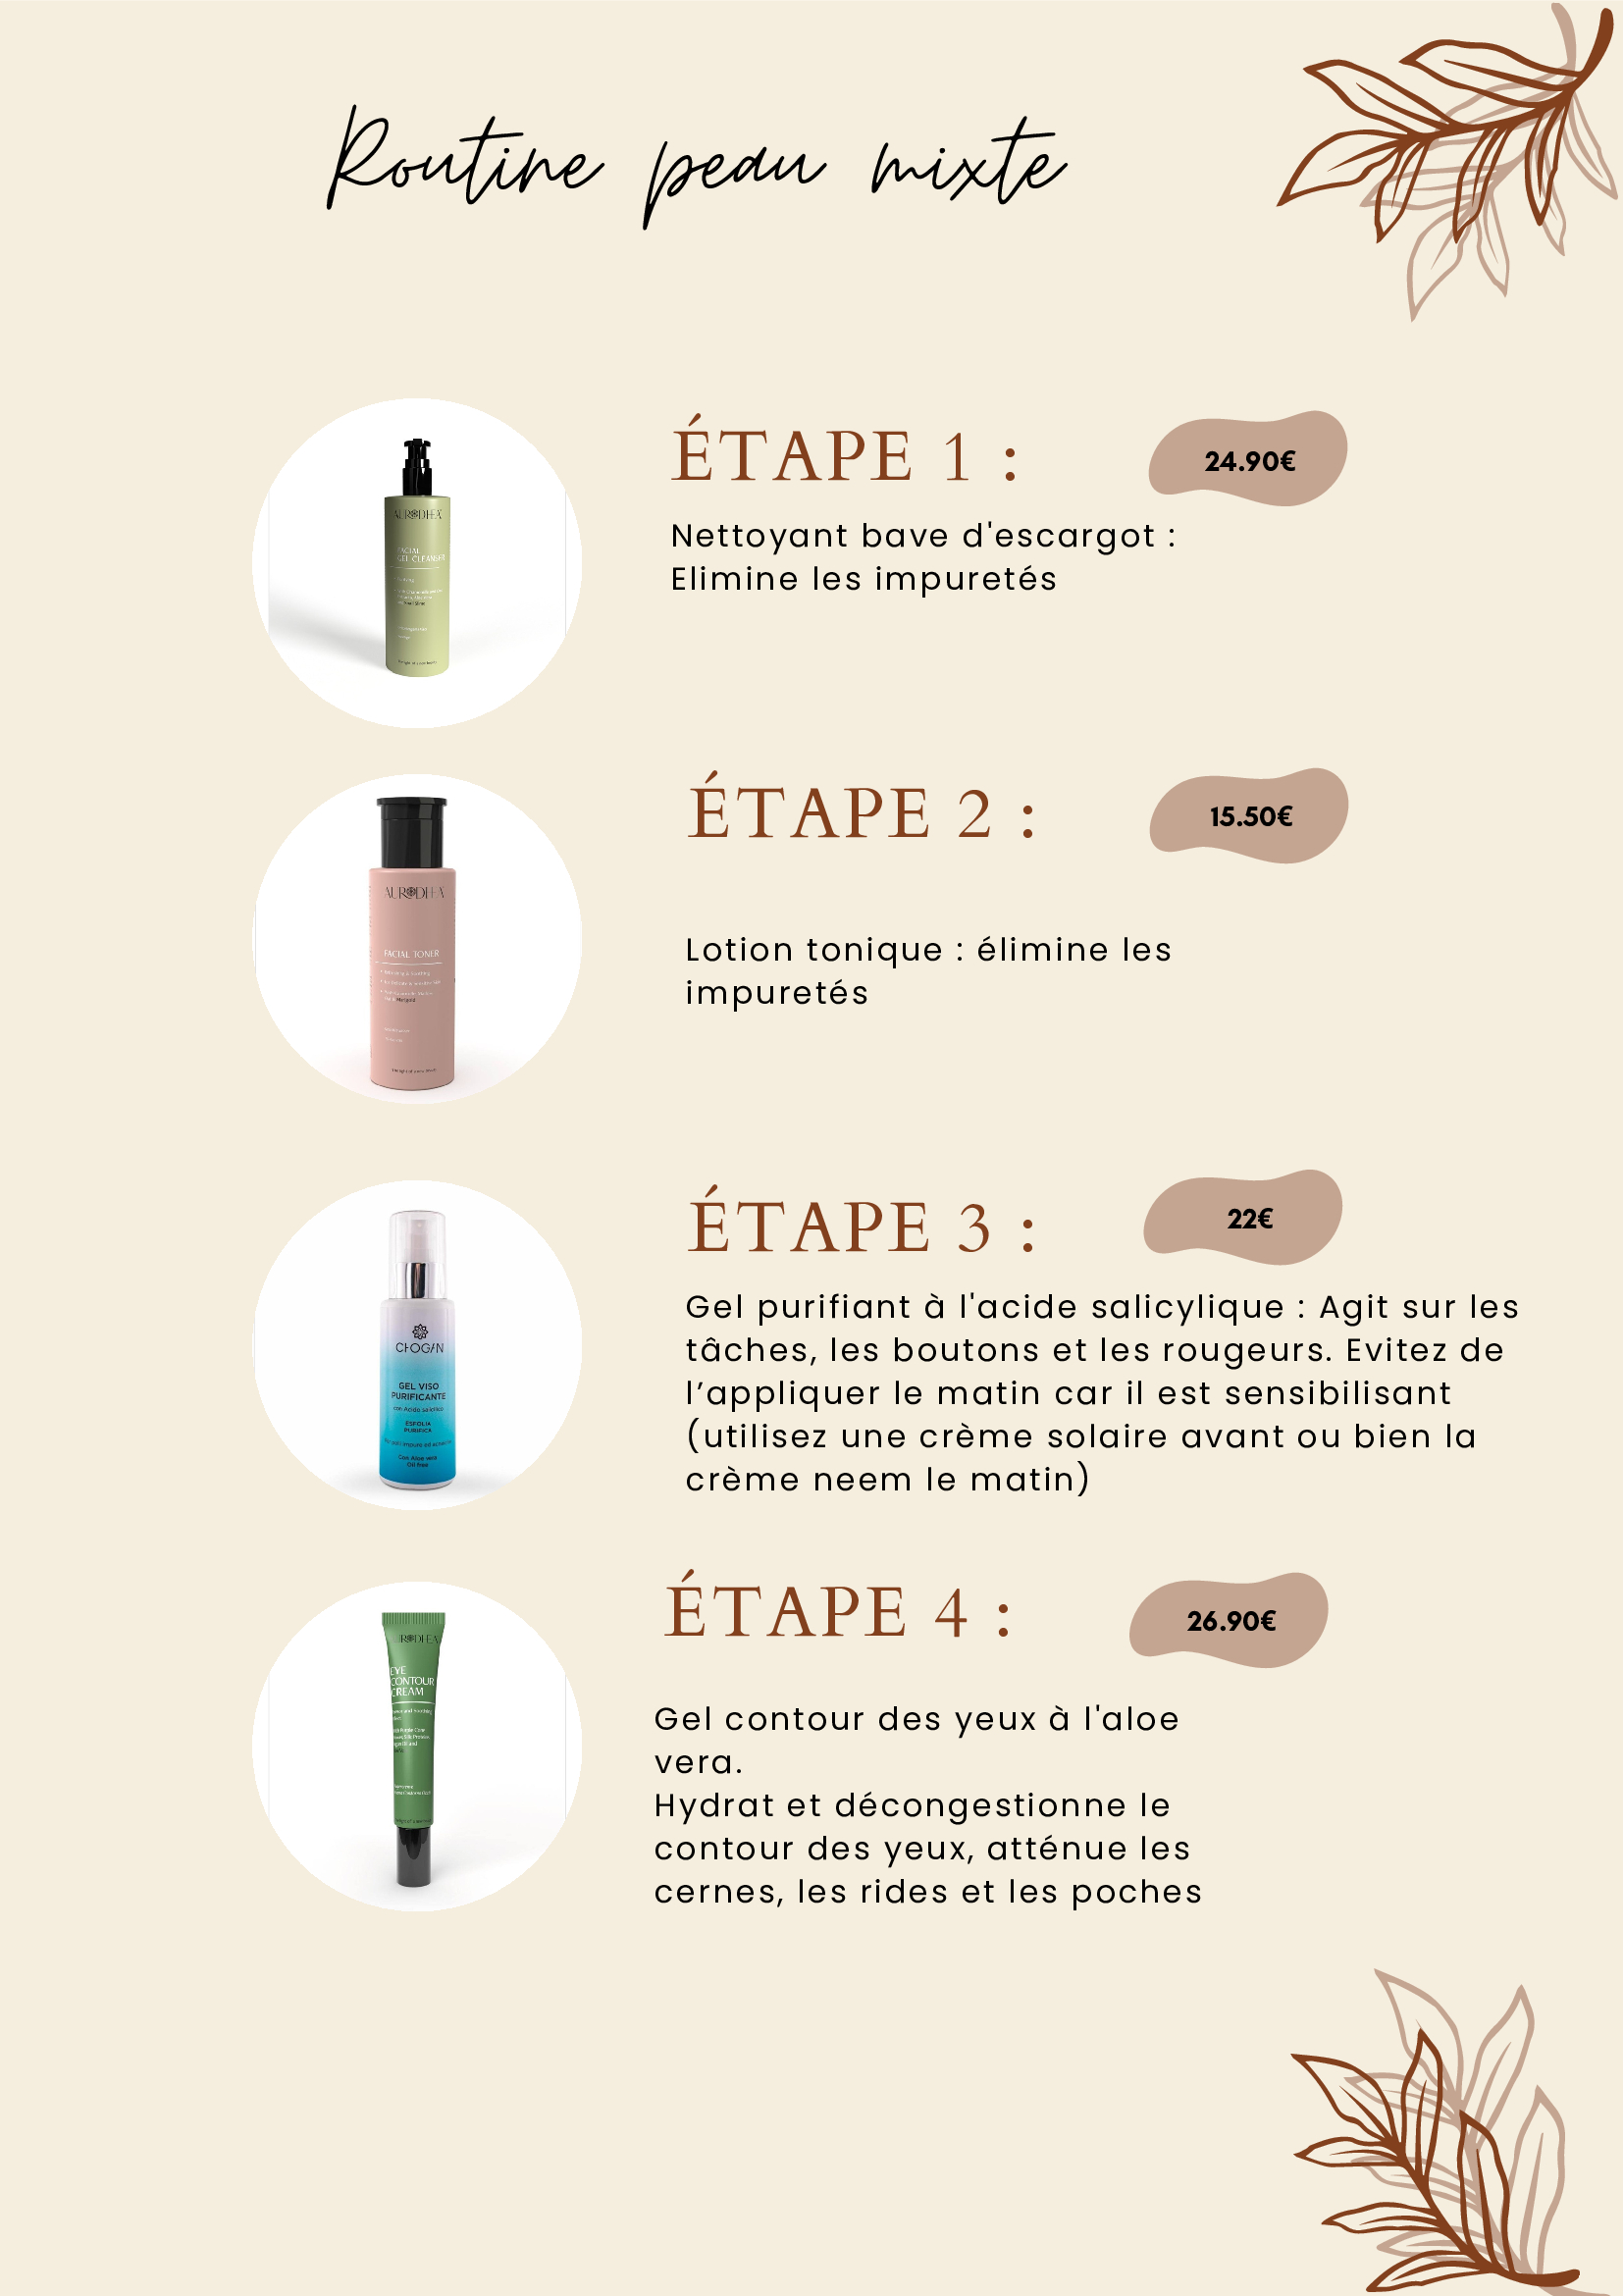 Routine peau mixte
ÉTAPE 1 :
24.90€
Nettoyant bave d'escargot :
Elimine les impuretés
AURODHEA
FACIAL
GEL CLEANSER
ÉTAPE 2 :
15.50€
Lotion tonique : élimine les
impuretés
AURODHEA
FACIAL TONER
ÉTAPE 3 :
22€
Gel purifiant à l'acide salicylique : Agit sur les
tâches, les boutons et les rougeurs. Evitez de
l’appliquer le matin car il est sensibilisant
(utilisez une crème solaire avant ou bien la
crème neem le matin)
CHOGAN
GEL VISO
PURIFICANTE
con Acido salicilico
ESFOLIA
PURIFICA
Con Aloe vera
Oil free
ÉTAPE 4 :
26.90€
Gel contour des yeux à l'aloe
vera.
Hydrat et décongestionne le
contour des yeux, atténue les
cernes, les rides et les poches
EYE
CONTOUR
CREAM